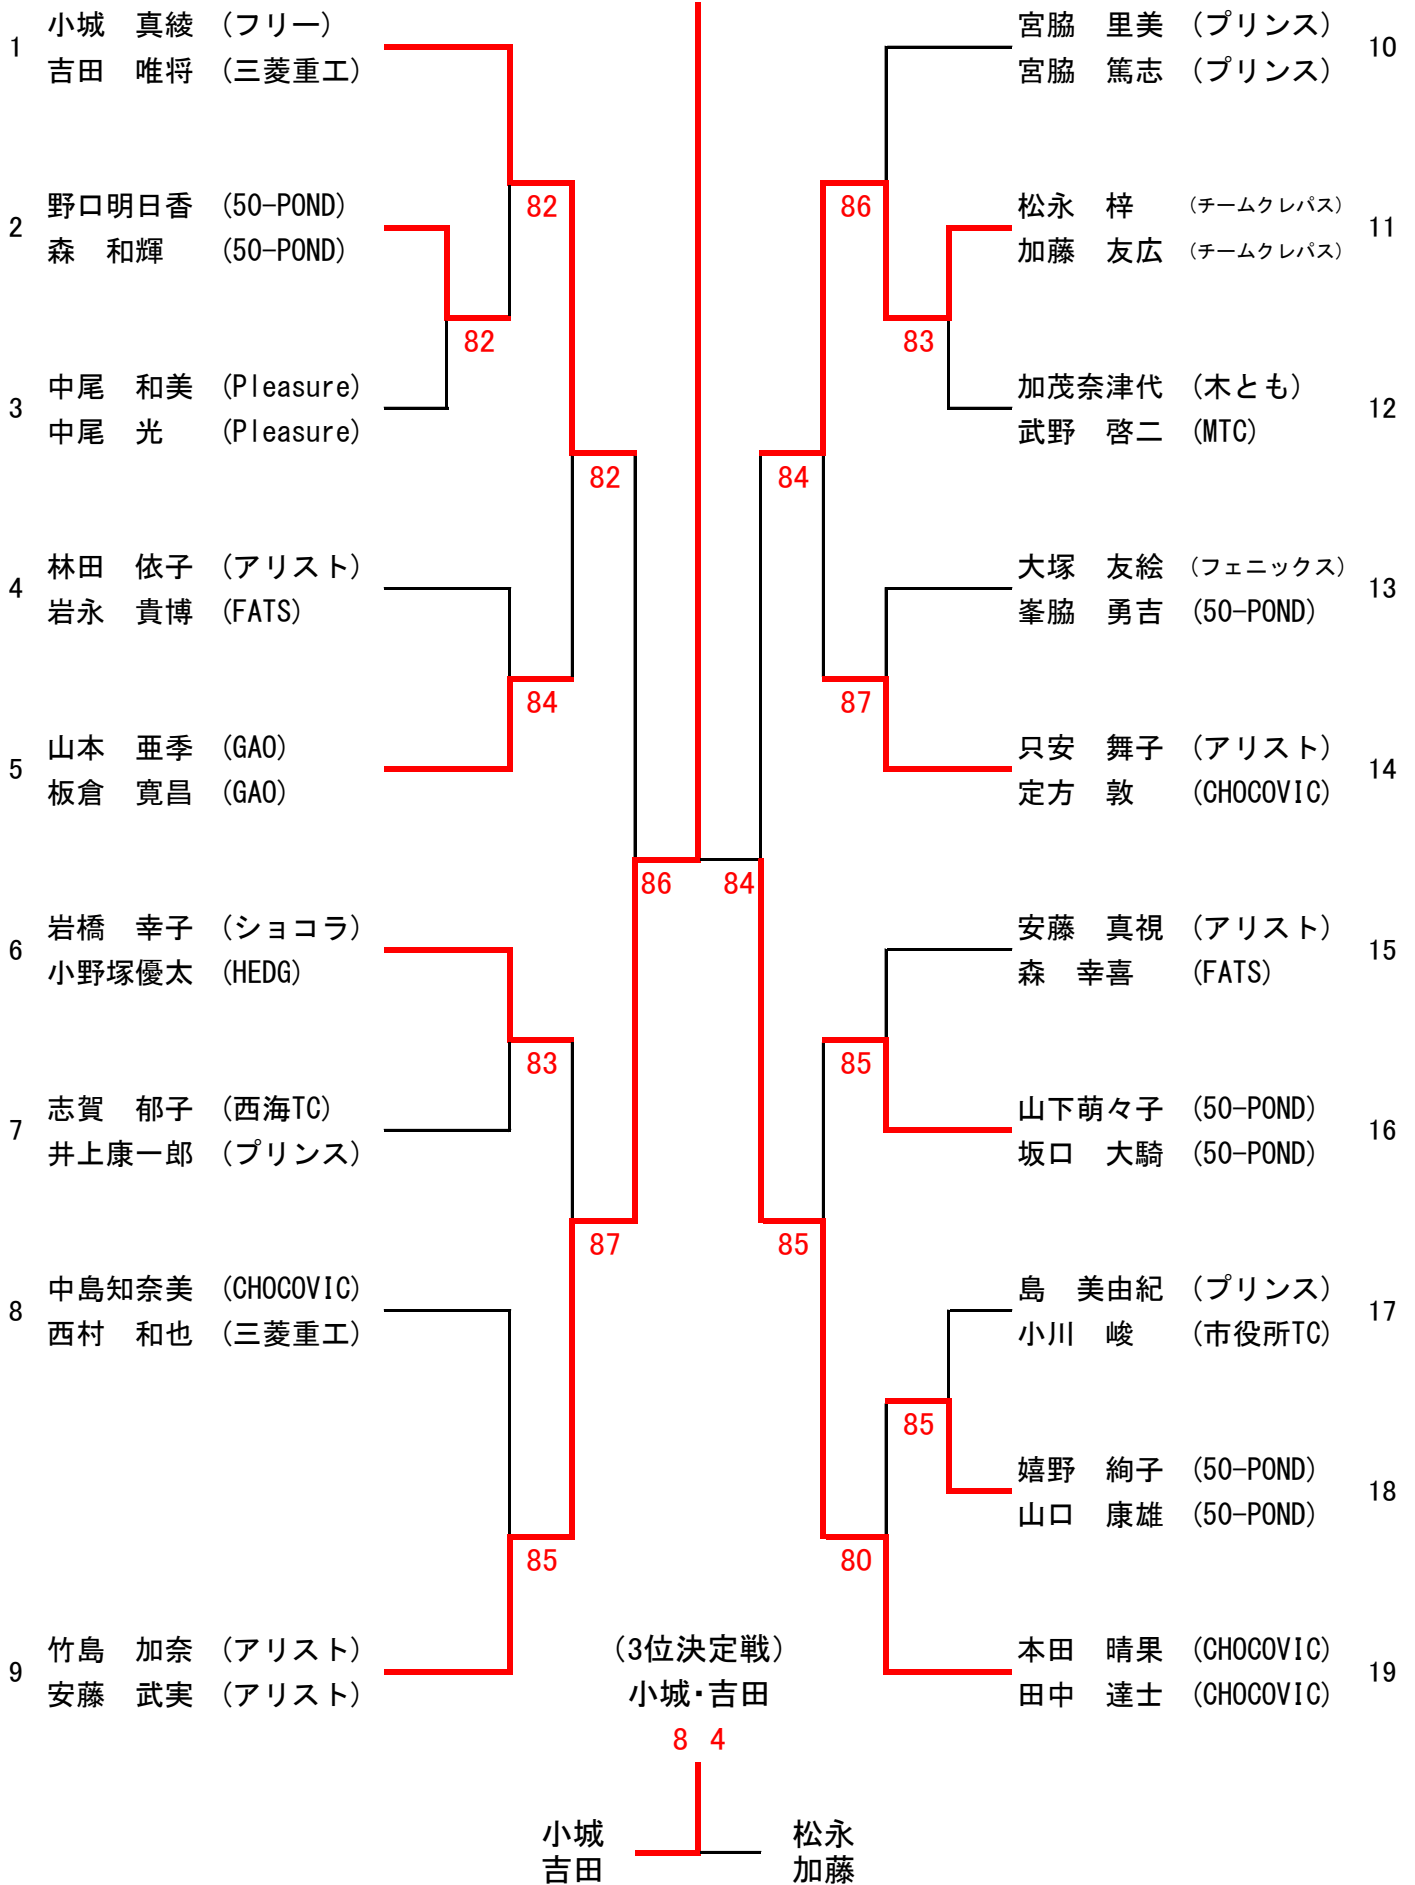 1 小城　真綾 (フリー)
吉田　唯将 (三菱重工)
82
2 野口明日香 (50-POND)
森　和輝 (50-POND)
82
3 中尾　和美 (Pleasure)
中尾　光 (Pleasure)
82
4 林田　依子 (アリスト)
岩永　貴博 (FATS)
84
5 山本　亜季 (GAO)
板倉　寛昌 (GAO)
86
6 岩橋　幸子 (ショコラ)
小野塚優太 (HEDG)
83
7 志賀　郁子 (西海TC)
井上康一郎 (プリンス)
87
8 中島知奈美 (CHOCOVIC)
西村　和也 (三菱重工)
85
9 竹島　加奈 (アリスト)
安藤　武実 (アリスト)
宮脇　里美 (プリンス) 10
宮脇　篤志 (プリンス)
86
松永　梓 (チームクレパス) 11
加藤　友広 (チームクレパス)
83
加茂奈津代 (木とも) 12
武野　啓二 (MTC)
84
大塚　友絵 (フェニックス) 13
峯脇　勇吉 (50-POND)
87
只安　舞子 (アリスト) 14
定方　敦 (CHOCOVIC)
84
安藤　真視 (アリスト) 15
森　幸喜 (FATS)
85
山下萌々子 (50-POND) 16
坂口　大騎 (50-POND)
85
島　美由紀 (プリンス) 17
小川　峻 (市役所TC)
85
嬉野　絢子 (50-POND) 18
山口　康雄 (50-POND)
80
本田　晴果 (CHOCOVIC) 19
田中　達士 (CHOCOVIC)
(3位決定戦)
小城・吉田
8 4
小城
吉田
松永
加藤